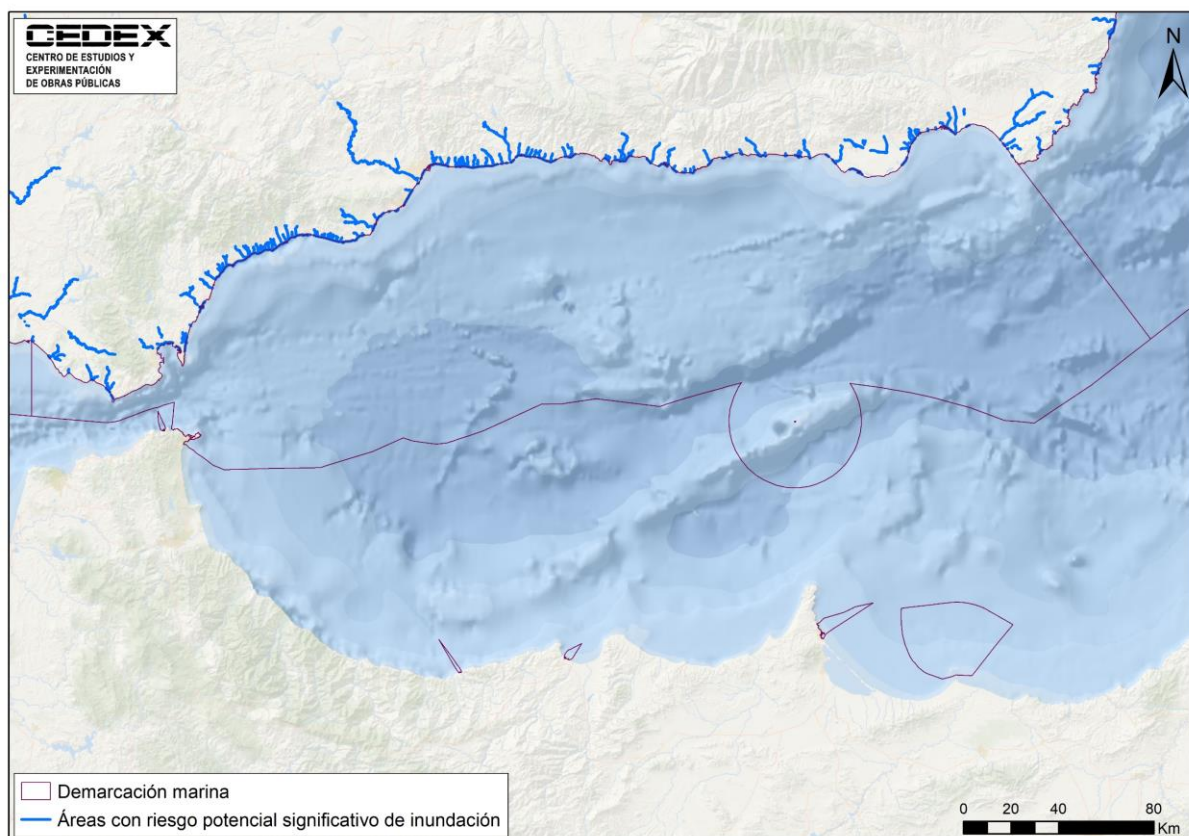 CEDEX
CENTRO DE ESTUDIOS Y
EXPERIMENTACIÓN
DE OBRAS PÚBLICAS
N
Demarcación marina
Áreas con riesgo potencial significativo de inundación
0 20 40 80
Km